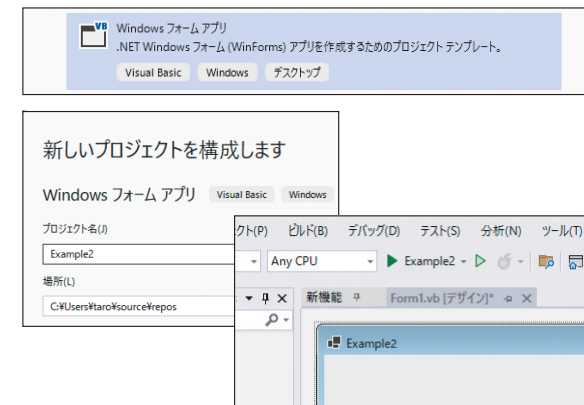 VB
Windows フォーム アプリ
.NET Windows フォーム (WinForms) アプリを作成するためのプロジェクト テンプレート。
Visual Basic Windows デスクトップ
新しいプロジェクトを構成します
Windows フォーム アプリ Visual Basic Windows
プロジェクト名(J)
Example2
場所(L)
C:¥Users¥taro¥source¥repos
クト(P) ビルド(B) デバッグ(D) テスト(S) 分析(N) ツール(T)
Any CPU Example2
新機能 Form1.vb [デザイン]*
Example2